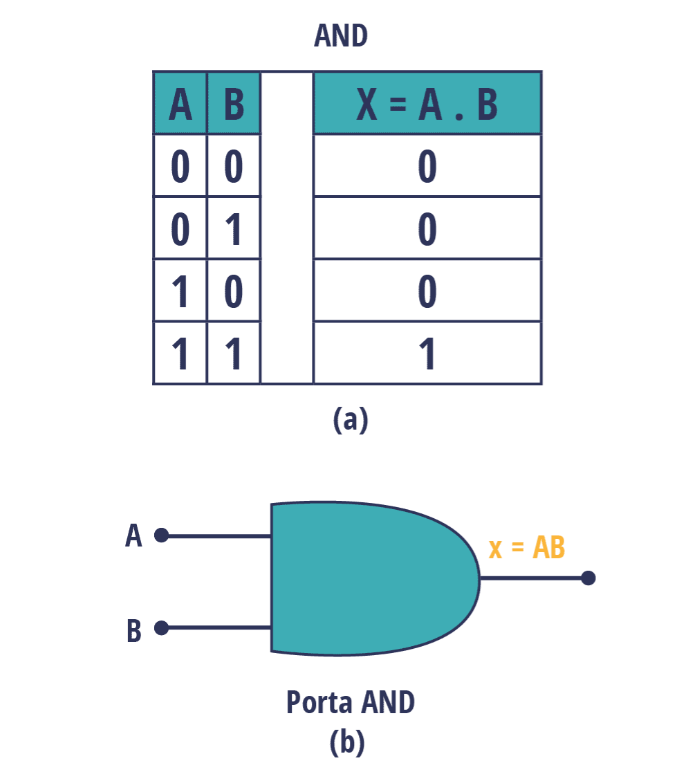 AND
A B X = A . B
0 0 0
0 1 0
1 0 0
1 1 1
(a)
A
x = AB
B
Porta AND
(b)